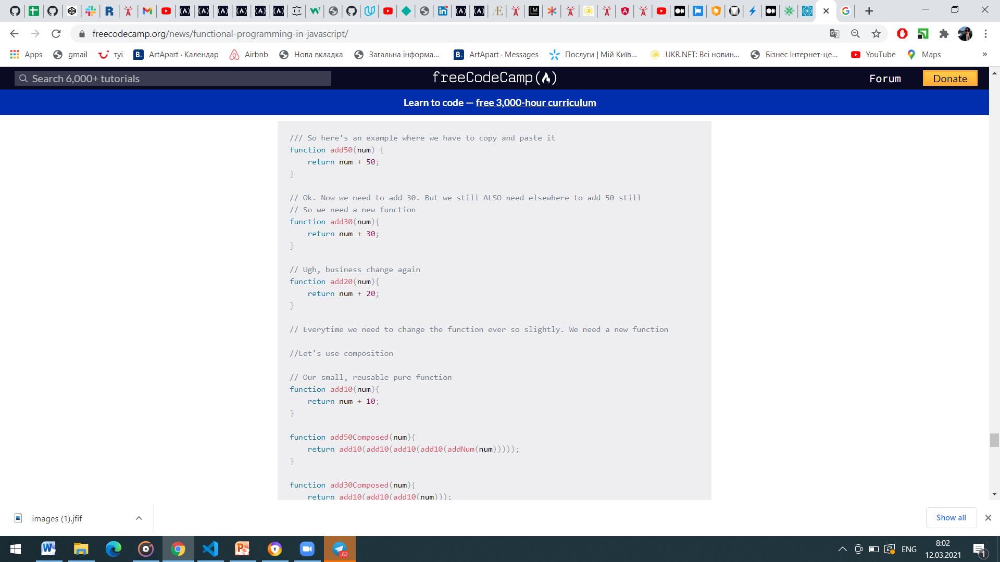 freecodecamp.org/news/functional-programming-in-javascript/
Apps
gmail
туі
ArtApart · Календар
Airbnb
Нова вкладка
Загальна інформа...
ArtApart · Messages
Послуги | Мій Київ...
UKR.NET: Всі новин...
Бізнес Інтернет-це...
YouTube
Maps
»
Search 6,000+ tutorials
freeCodeCamp
Forum
Donate
Learn to code — free 3,000-hour curriculum
/// So here's an example where we have to copy and paste it
function add50(num) {
return num + 50;
}
// Ok. Now we need to add 30. But we still ALSO need elsewhere to add 50 still
// So we need a new function
function add30(num){
return num + 30;
}
// Ugh, business change again
function add20(num){
return num + 20;
}
// Everytime we need to change the function ever so slightly. We need a new function
//Let's use composition
// Our small, reusable pure function
function add10(num){
return num + 10;
}
function add50Composed(num){
return add10(add10(add10(add10(addNum(num)))));
}
function add30Composed(num){
return add10(add10(add10(num)));
images (1).jfif
Show all
..62
ENG
8:02
12.03.2021
1